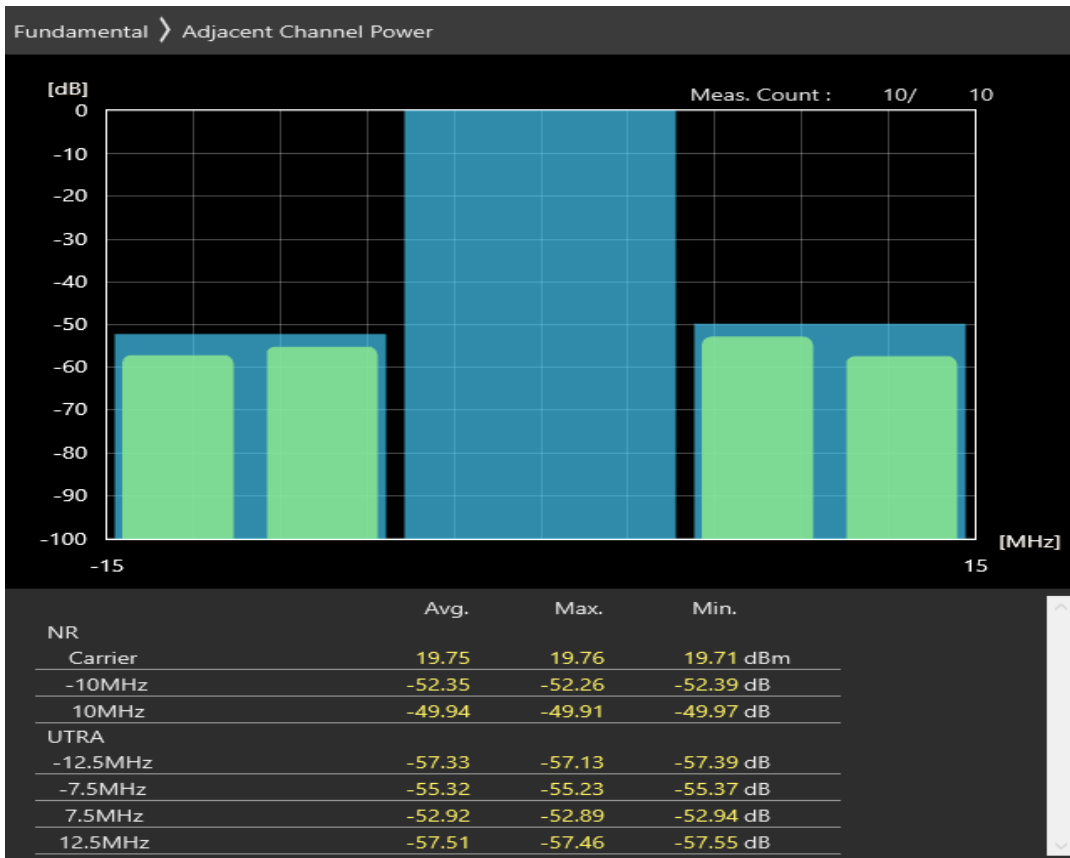 Fundamental 》 Adjacent Channel Power
[dB]
Meas. Count : 10/ 10
0
-10
-20
-30
-40
-50
-60
-70
-80
-90
-100
[MHz]
-15 15
Avg. Max. Min.
NR
Carrier 19.75 19.76 19.71 dBm
-10MHz -52.35 -52.26 -52.39 dB
10MHz -49.94 -49.91 -49.97 dB
UTRA
-12.5MHz -57.33 -57.13 -57.39 dB
-7.5MHz -55.32 -55.23 -55.37 dB
7.5MHz -52.92 -52.89 -52.94 dB
12.5MHz -57.51 -57.46 -57.55 dB